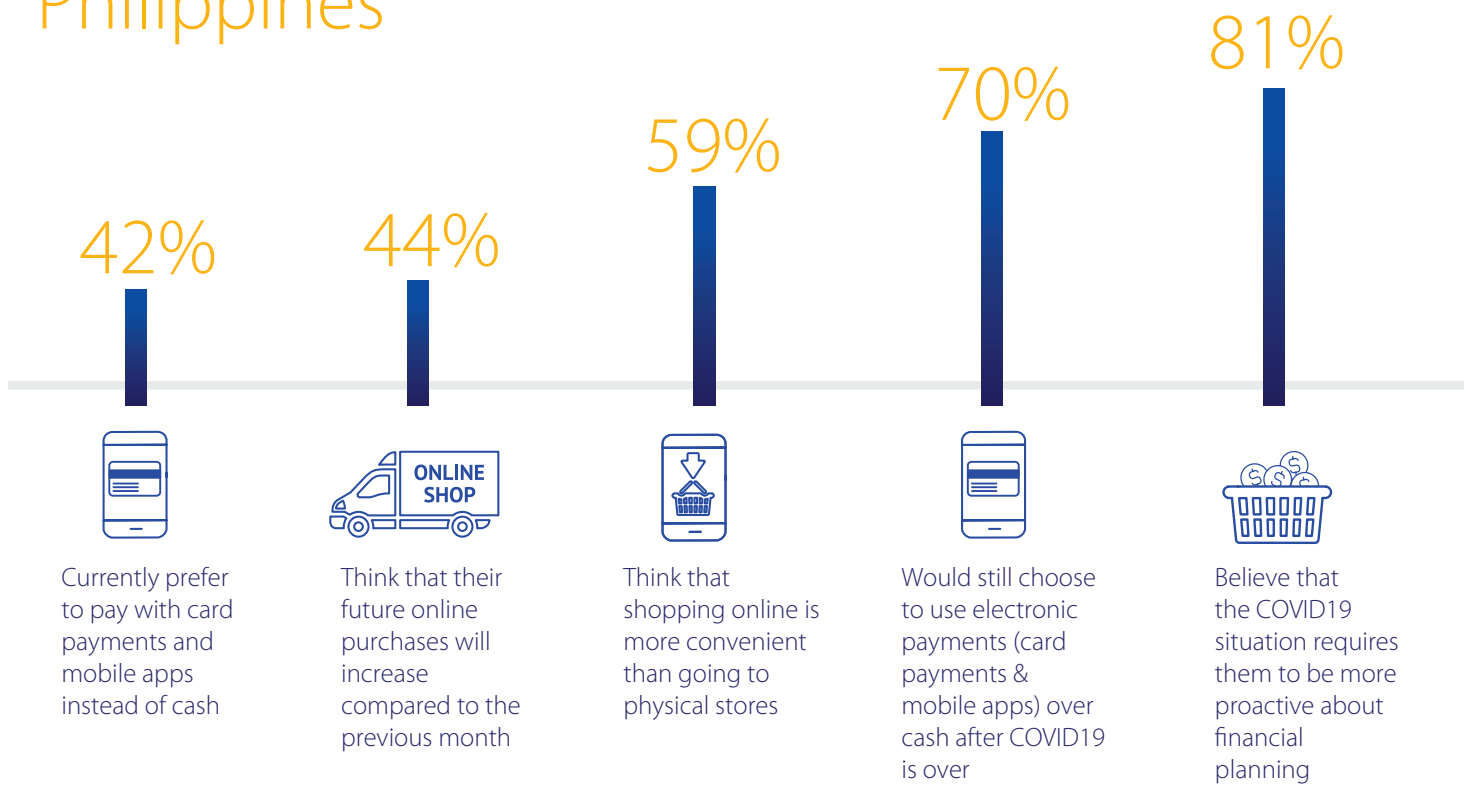 Philippines
42%
44%
59%
70%
81%
ONLINE
SHOP
Currently prefer
to pay with card
payments and
mobile apps
instead of cash
Think that their
future online
purchases will
increase
compared to the
previous month
Think that
shopping online is
more convenient
than going to
physical stores
Would still choose
to use electronic
payments (card
payments &
mobile apps) over
cash after COVID19
is over
Believe that
the COVID19
situation requires
them to be more
proactive about
financial
planning